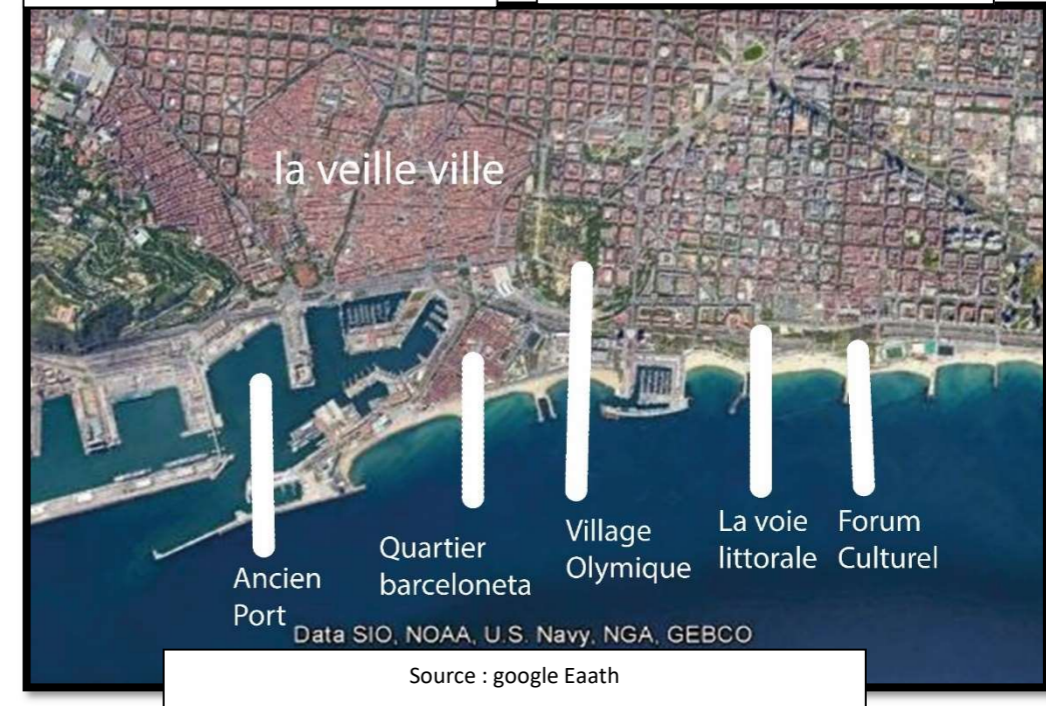 la veille ville
Ancien
Port
Quartier
barceloneta
Village
Olymique
La voie
littorale
Forum
Culturel
Data SIO, NOAA, U.S. Navy, NGA, GEBCO
Source : google Eaath